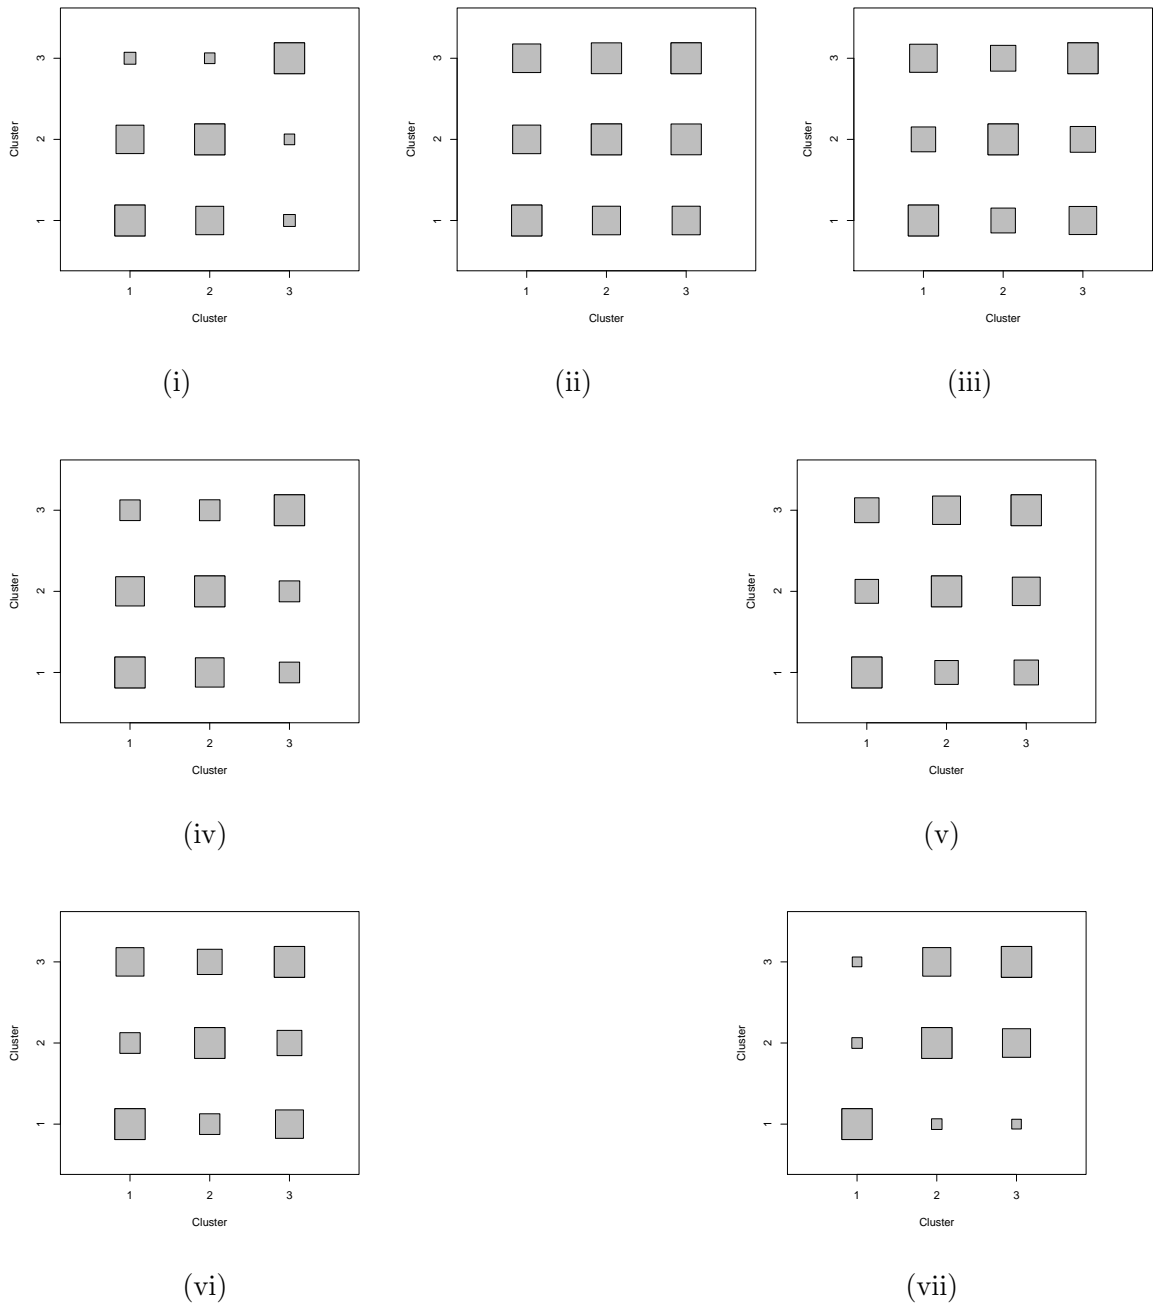 3 3 3
Cluster 2 Cluster 2 Cluster 2
1 1 1
1 2 3 1 2 3 1 2 3
Cluster Cluster Cluster
(i) (ii) (iii)
3 3
Cluster 2 Cluster 2
1 1
1 2 3 1 2 3
Cluster Cluster
(iv) (v)
3 3
Cluster 2 Cluster 2
1 1
1 2 3 1 2 3
Cluster Cluster
(vi) (vii)